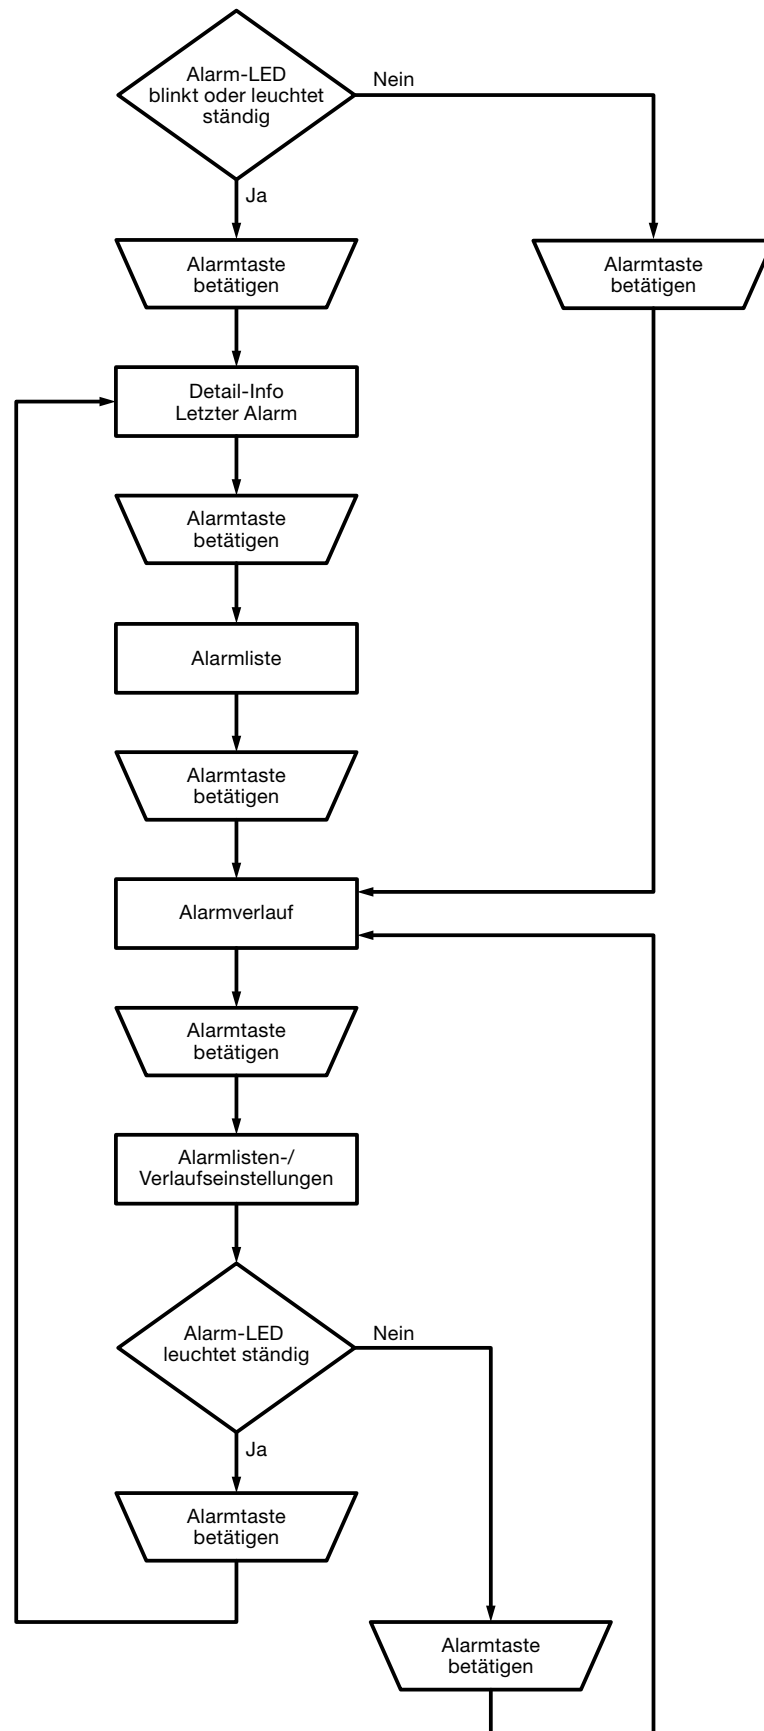 Alarm-LED
blinkt oder leuchtet
ständig
Nein
Ja
Alarmtaste
betätigen
Alarmtaste
betätigen
Detail-Info
Letzter Alarm
Alarmtaste
betätigen
Alarmliste
Alarmtaste
betätigen
Alarmverlauf
Alarmtaste
betätigen
Alarmlisten-/
Verlaufseinstellungen
Alarm-LED
leuchtet ständig
Nein
Ja
Alarmtaste
betätigen
Alarmtaste
betätigen